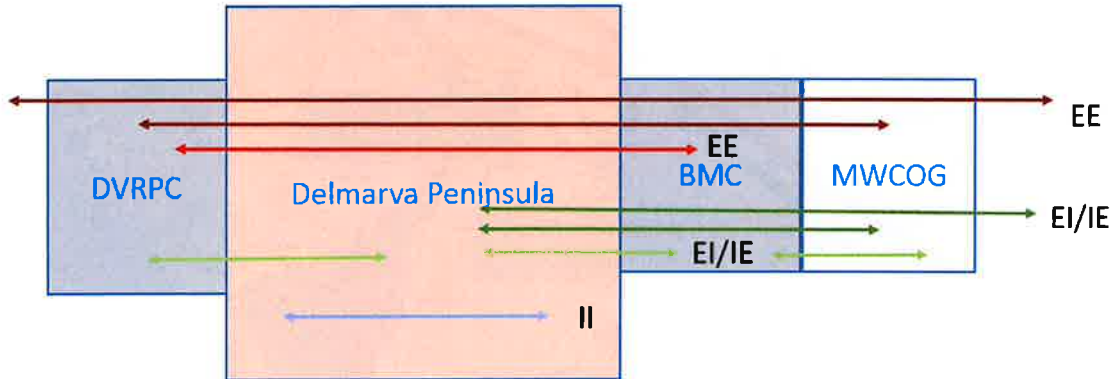 EE
EE
DVRPC
Delmarva Peninsula
BMC
MWCOG
EI/IE
EI/IE
II